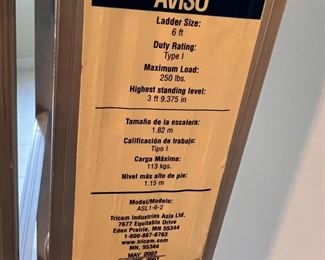 AVISO
Ladder Size:
6 ft
Duty Rating:
Type I
Maximum Load:
250 lbs.
Highest standing level:
3 ft 9.375 in
Tamaño de la escalera:
1.82 m
Calificación de trabajo:
Tipo I
Carga Máxima:
113 kgs.
Nivel más alto de pie:
1.15 m
Model/Modelo:
ASL1-6-2
Tricam Industries Asia Ltd.
7677 Equitable Drive
Eden Prairie, MN 55344
1-800-867-6763
www.tricam.com
MN, 55344
MAY 2007